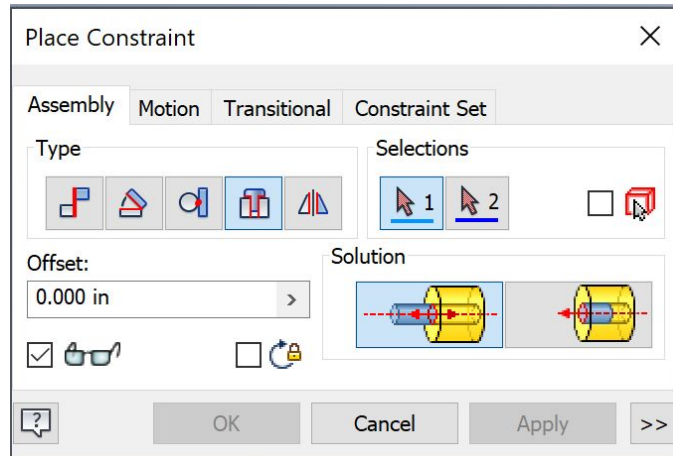 Place Constraint
Assembly Motion Transitional Constraint Set
Type
Selections
1 2
Offset:
Solution
0.000 in >
? OK Cancel Apply >>